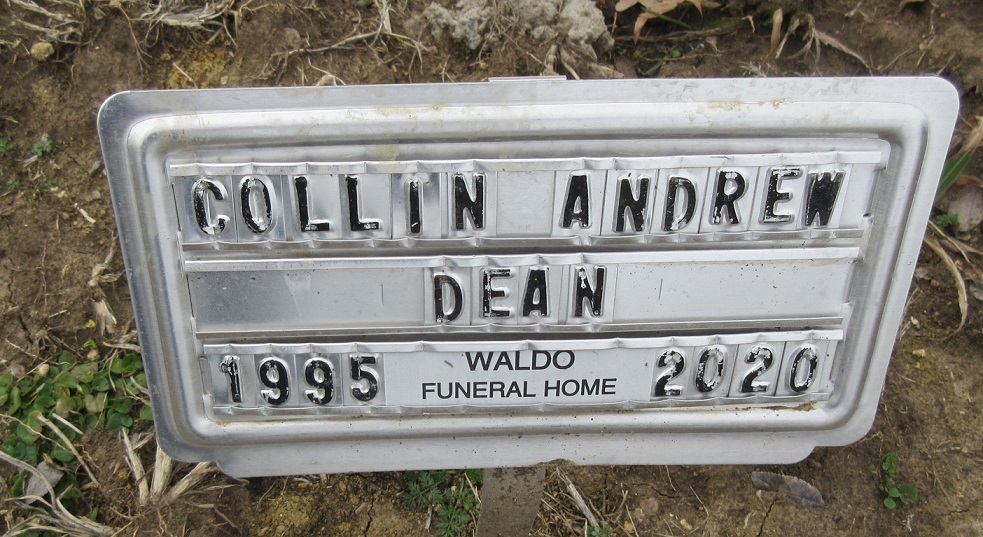 COLLIN ANDREW
DEAN
1995 WALDO FUNERAL HOME 2020